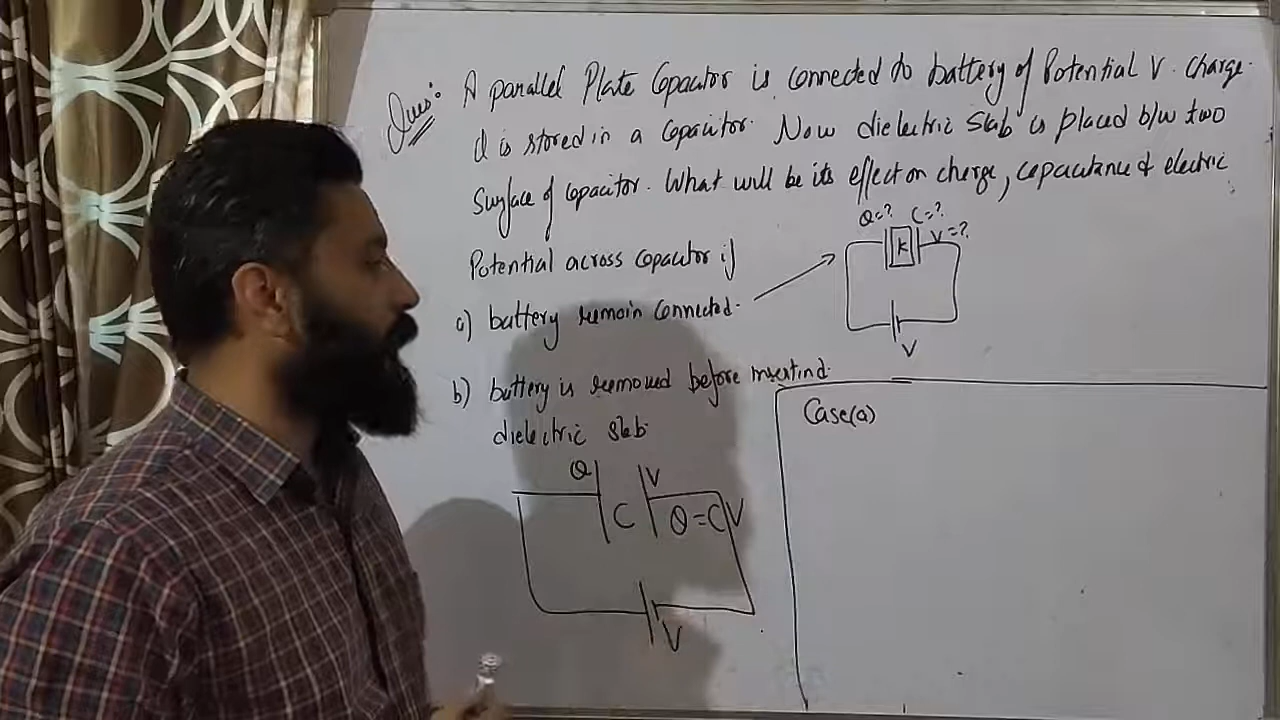 Ques:
A parallel Plate Capacitor is connected to battery of Potential V. Charge
Q is stored in a capacitor. Now dielectric slab is placed b/w two
Surface of capacitor. What will be its effect on charge, capacitance & electric
Potential across capacitor if
Q=? C=? V=?
K
a) battery remain connected.
V
b) battery is removed before insertind
dielectric slab
Case(a)
Q V
C Q=CV
V